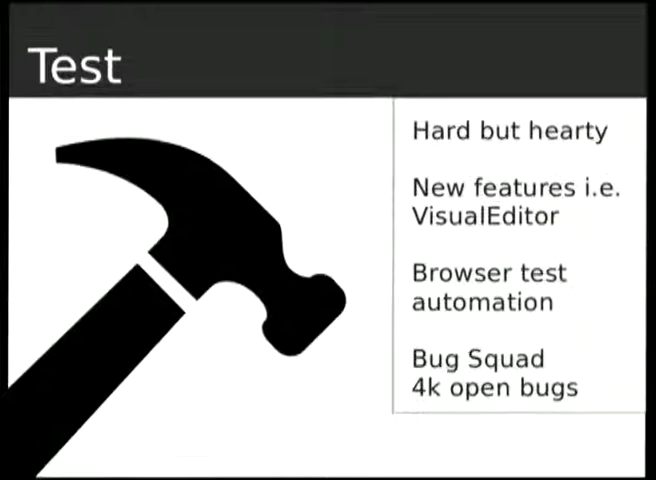 Test
Hard but hearty
New features i.e.
VisualEditor
Browser test
automation
Bug Squad
4k open bugs